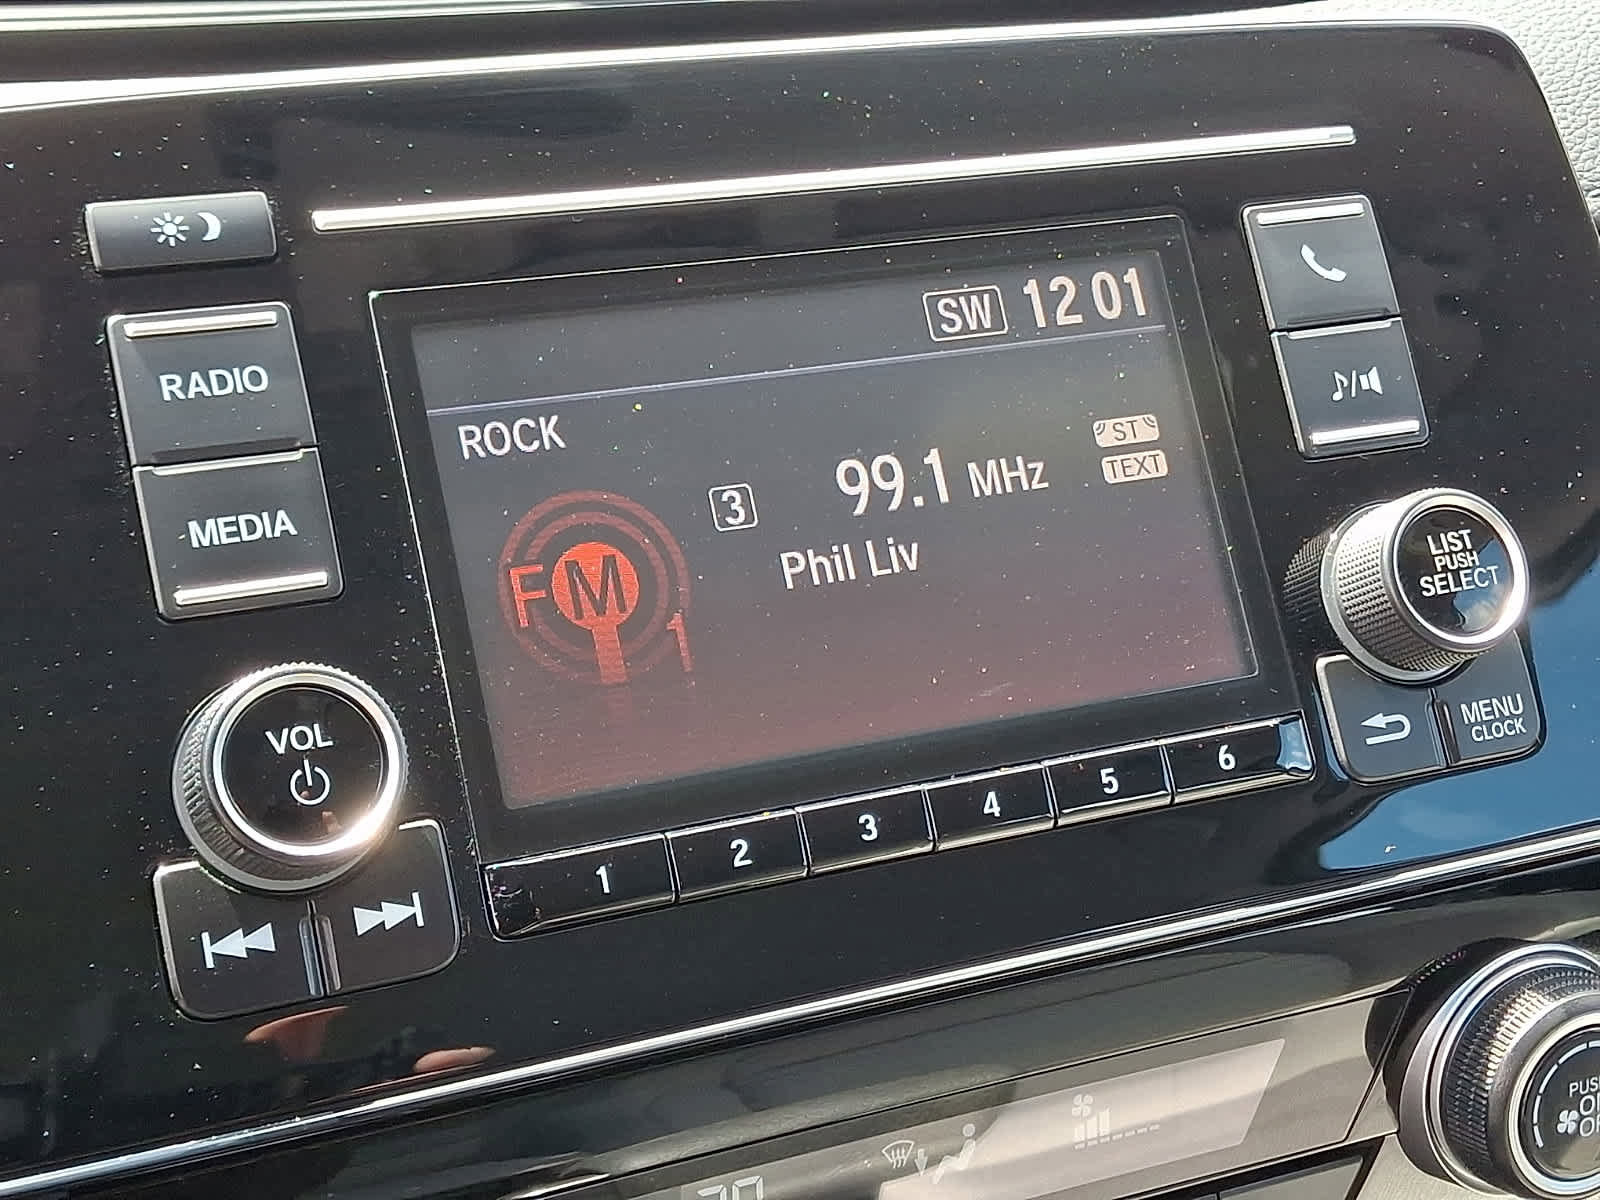 SW 12 01
RADIO
ROCK
ST
99.1 MHz
TEXT
3
MEDIA
Phil Liv
FM
1
LIST
PUSH
SELECT
VOL
MENU
CLOCK
1 2 3 4 5 6